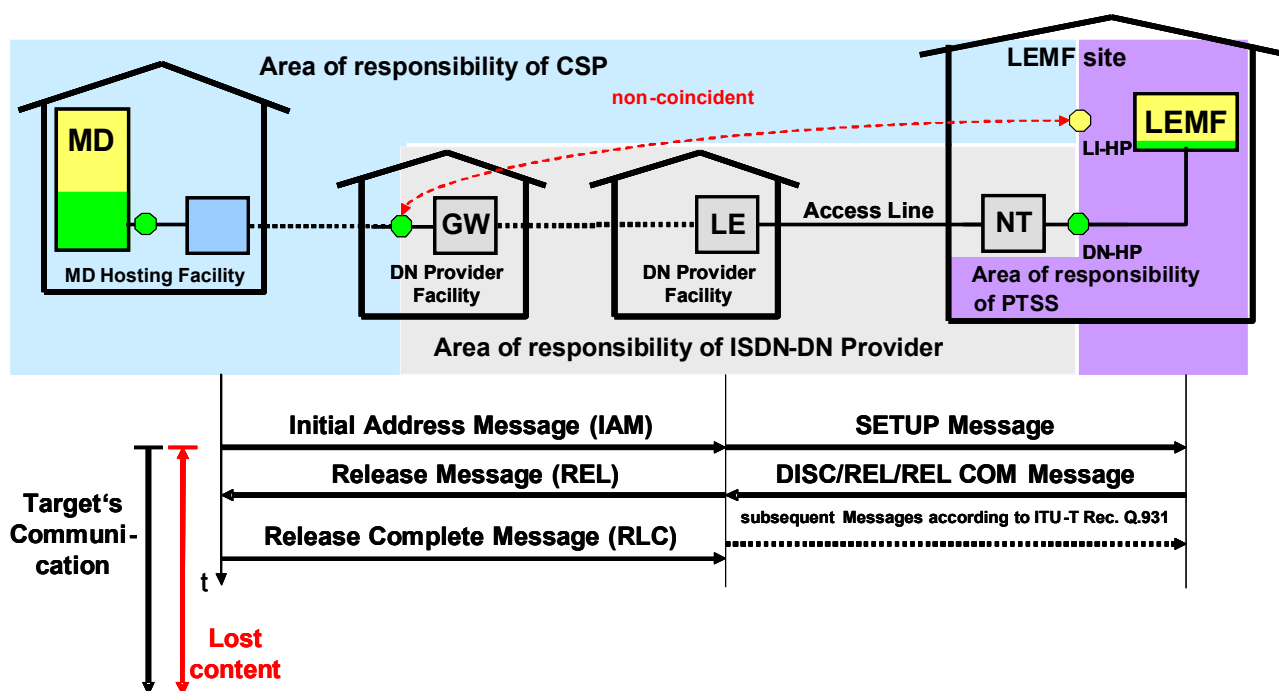 Area of responsibility of CSP
LEMF site
non-coincident
MD
LEMF
LI-HP
GW
LE
Access Line
NT
DN-HP
MD Hosting Facility
DN Provider
Facility
DN Provider
Facility
Area of responsibility
of PTSS
Area of responsibility of ISDN-DN Provider
Initial Address Message (IAM)
SETUP Message
Release Message (REL)
DISC/REL/REL COM Message
Target‘s
Communi-
cation
subsequent Messages according to ITU-T Rec. Q.931
Release Complete Message (RLC)
t
Lost
content